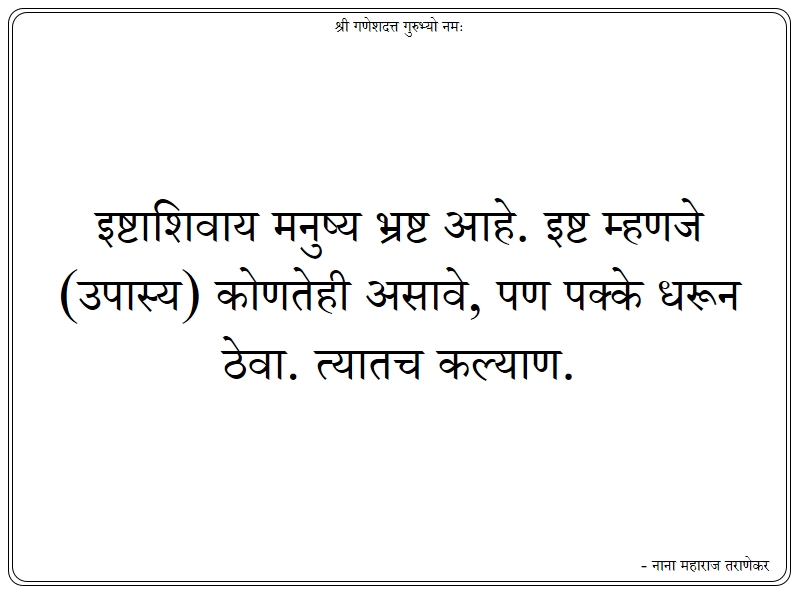 श्री गणेशदत्त गुरुभ्यो नमः
इष्टाशिवाय मनुष्य भ्रष्ट आहे. इष्ट म्हणजे
(उपास्य) कोणतेही असावे, पण पक्के धरून
ठेवा. त्यातच कल्याण.
- नाना महाराज तराणेकर